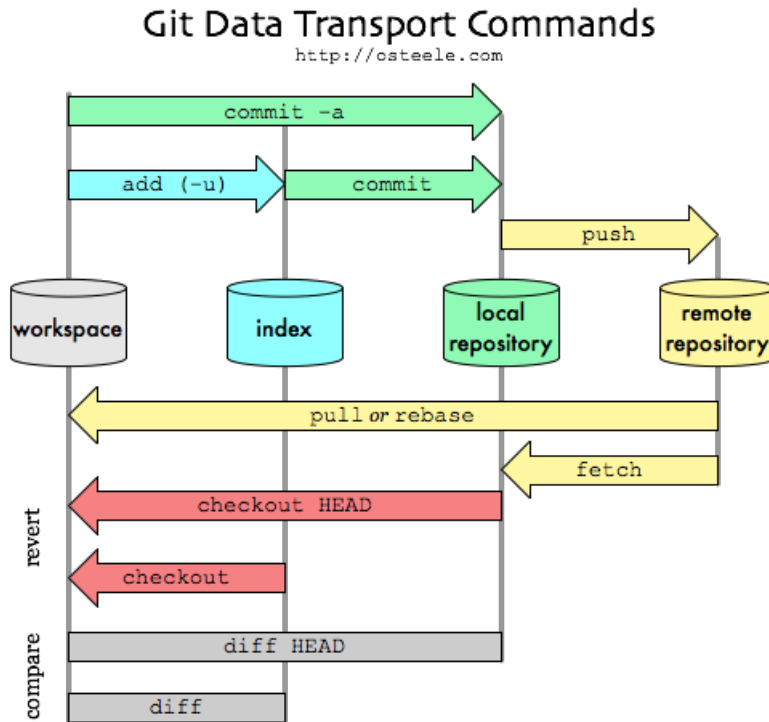 Git Data Transport Commands
http://osteele.com
commit -a
add (-u)
commit
push
workspace
index
local
repository
remote
repository
pull or rebase
fetch
revert
checkout HEAD
checkout
compare
diff HEAD
diff